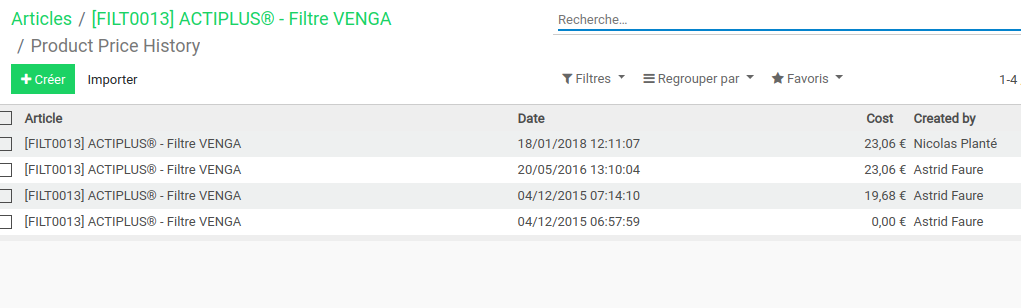 Articles / [FILT0013] ACTIPLUS® - Filtre VENGA
/ Product Price History
Recherche...
Créer Importer Filtres Regrouper par Favoris 1-4
Article Date Cost Created by
[FILT0013] ACTIPLUS® - Filtre VENGA 18/01/2018 12:11:07 23,06 € Nicolas Planté
[FILT0013] ACTIPLUS® - Filtre VENGA 20/05/2016 13:10:04 23,06 € Astrid Faure
[FILT0013] ACTIPLUS® - Filtre VENGA 04/12/2015 07:14:10 19,68 € Astrid Faure
[FILT0013] ACTIPLUS® - Filtre VENGA 04/12/2015 06:57:59 0,00 € Astrid Faure